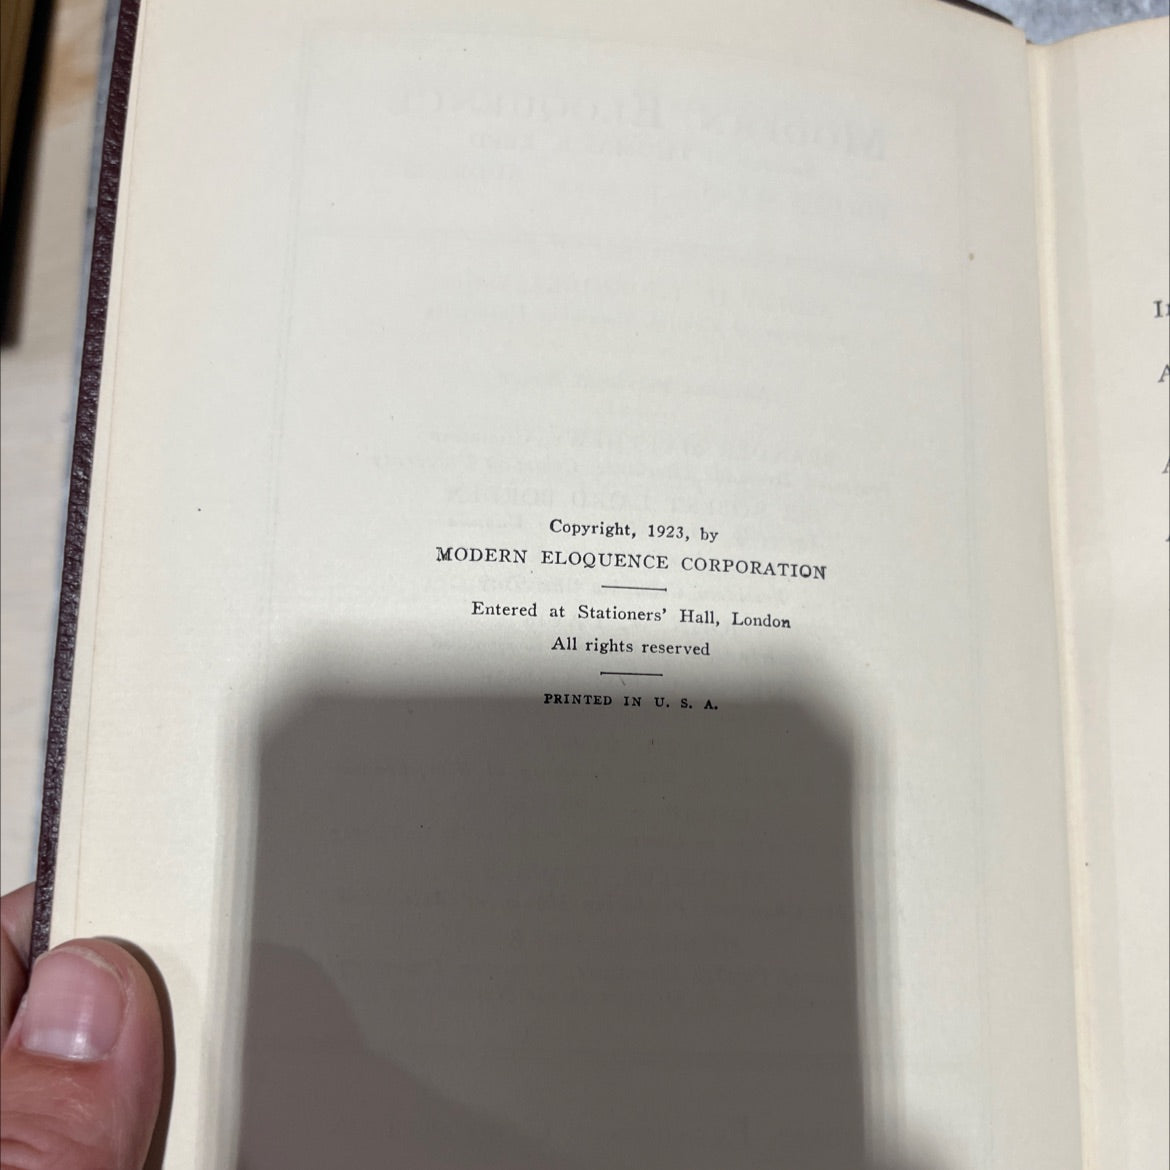 Copyright, 1923, by
MODERN ELOQUENCE CORPORATION
Entered at Stationers' Hall, London
All rights reserved
PRINTED IN U. S. A.